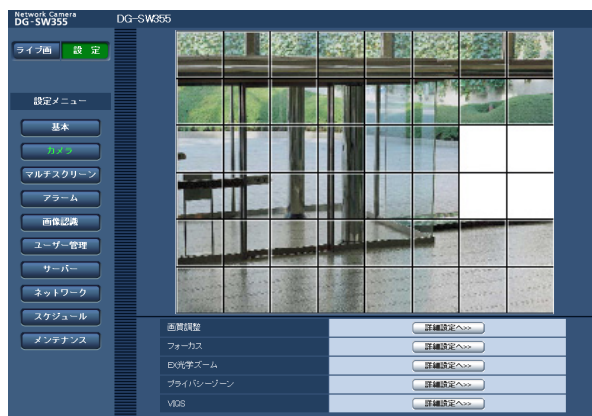 Network Camera
DG-SW355
DG-SW355
ライブ画
設 定
設定メニュー
基本
カメラ
マルチスクリーン
アラーム
画像認識
ユーザー管理
サーバー
ネットワーク
スケジュール
メンテナンス
画質調整
詳細設定へ>>
フォーカス
詳細設定へ>>
EX光学ズーム
詳細設定へ>>
プライバシーゾーン
詳細設定へ>>
VIQS
詳細設定へ>>